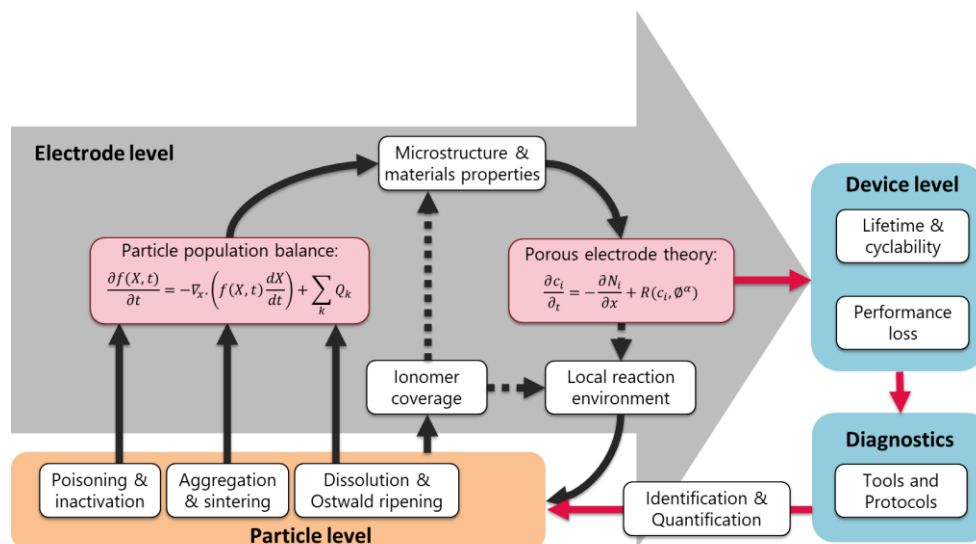 Electrode level
Microstructure &
materials properties
Particle population balance:
∂f(X, t)/∂t = −∇ₓ. (f(X, t) dX/dt) + ∑ₖ Qₖ
Porous electrode theory:
∂cᵢ/∂ₜ = − ∂Nᵢ/∂x + R(cᵢ, ∅^α)
Ionomer
coverage
Local reaction
environment
Poisoning &
inactivation
Aggregation
& sintering
Dissolution &
Ostwald ripening
Particle level
Device level
Lifetime &
cyclability
Performance
loss
Diagnostics
Tools and
Protocols
Identification &
Quantification